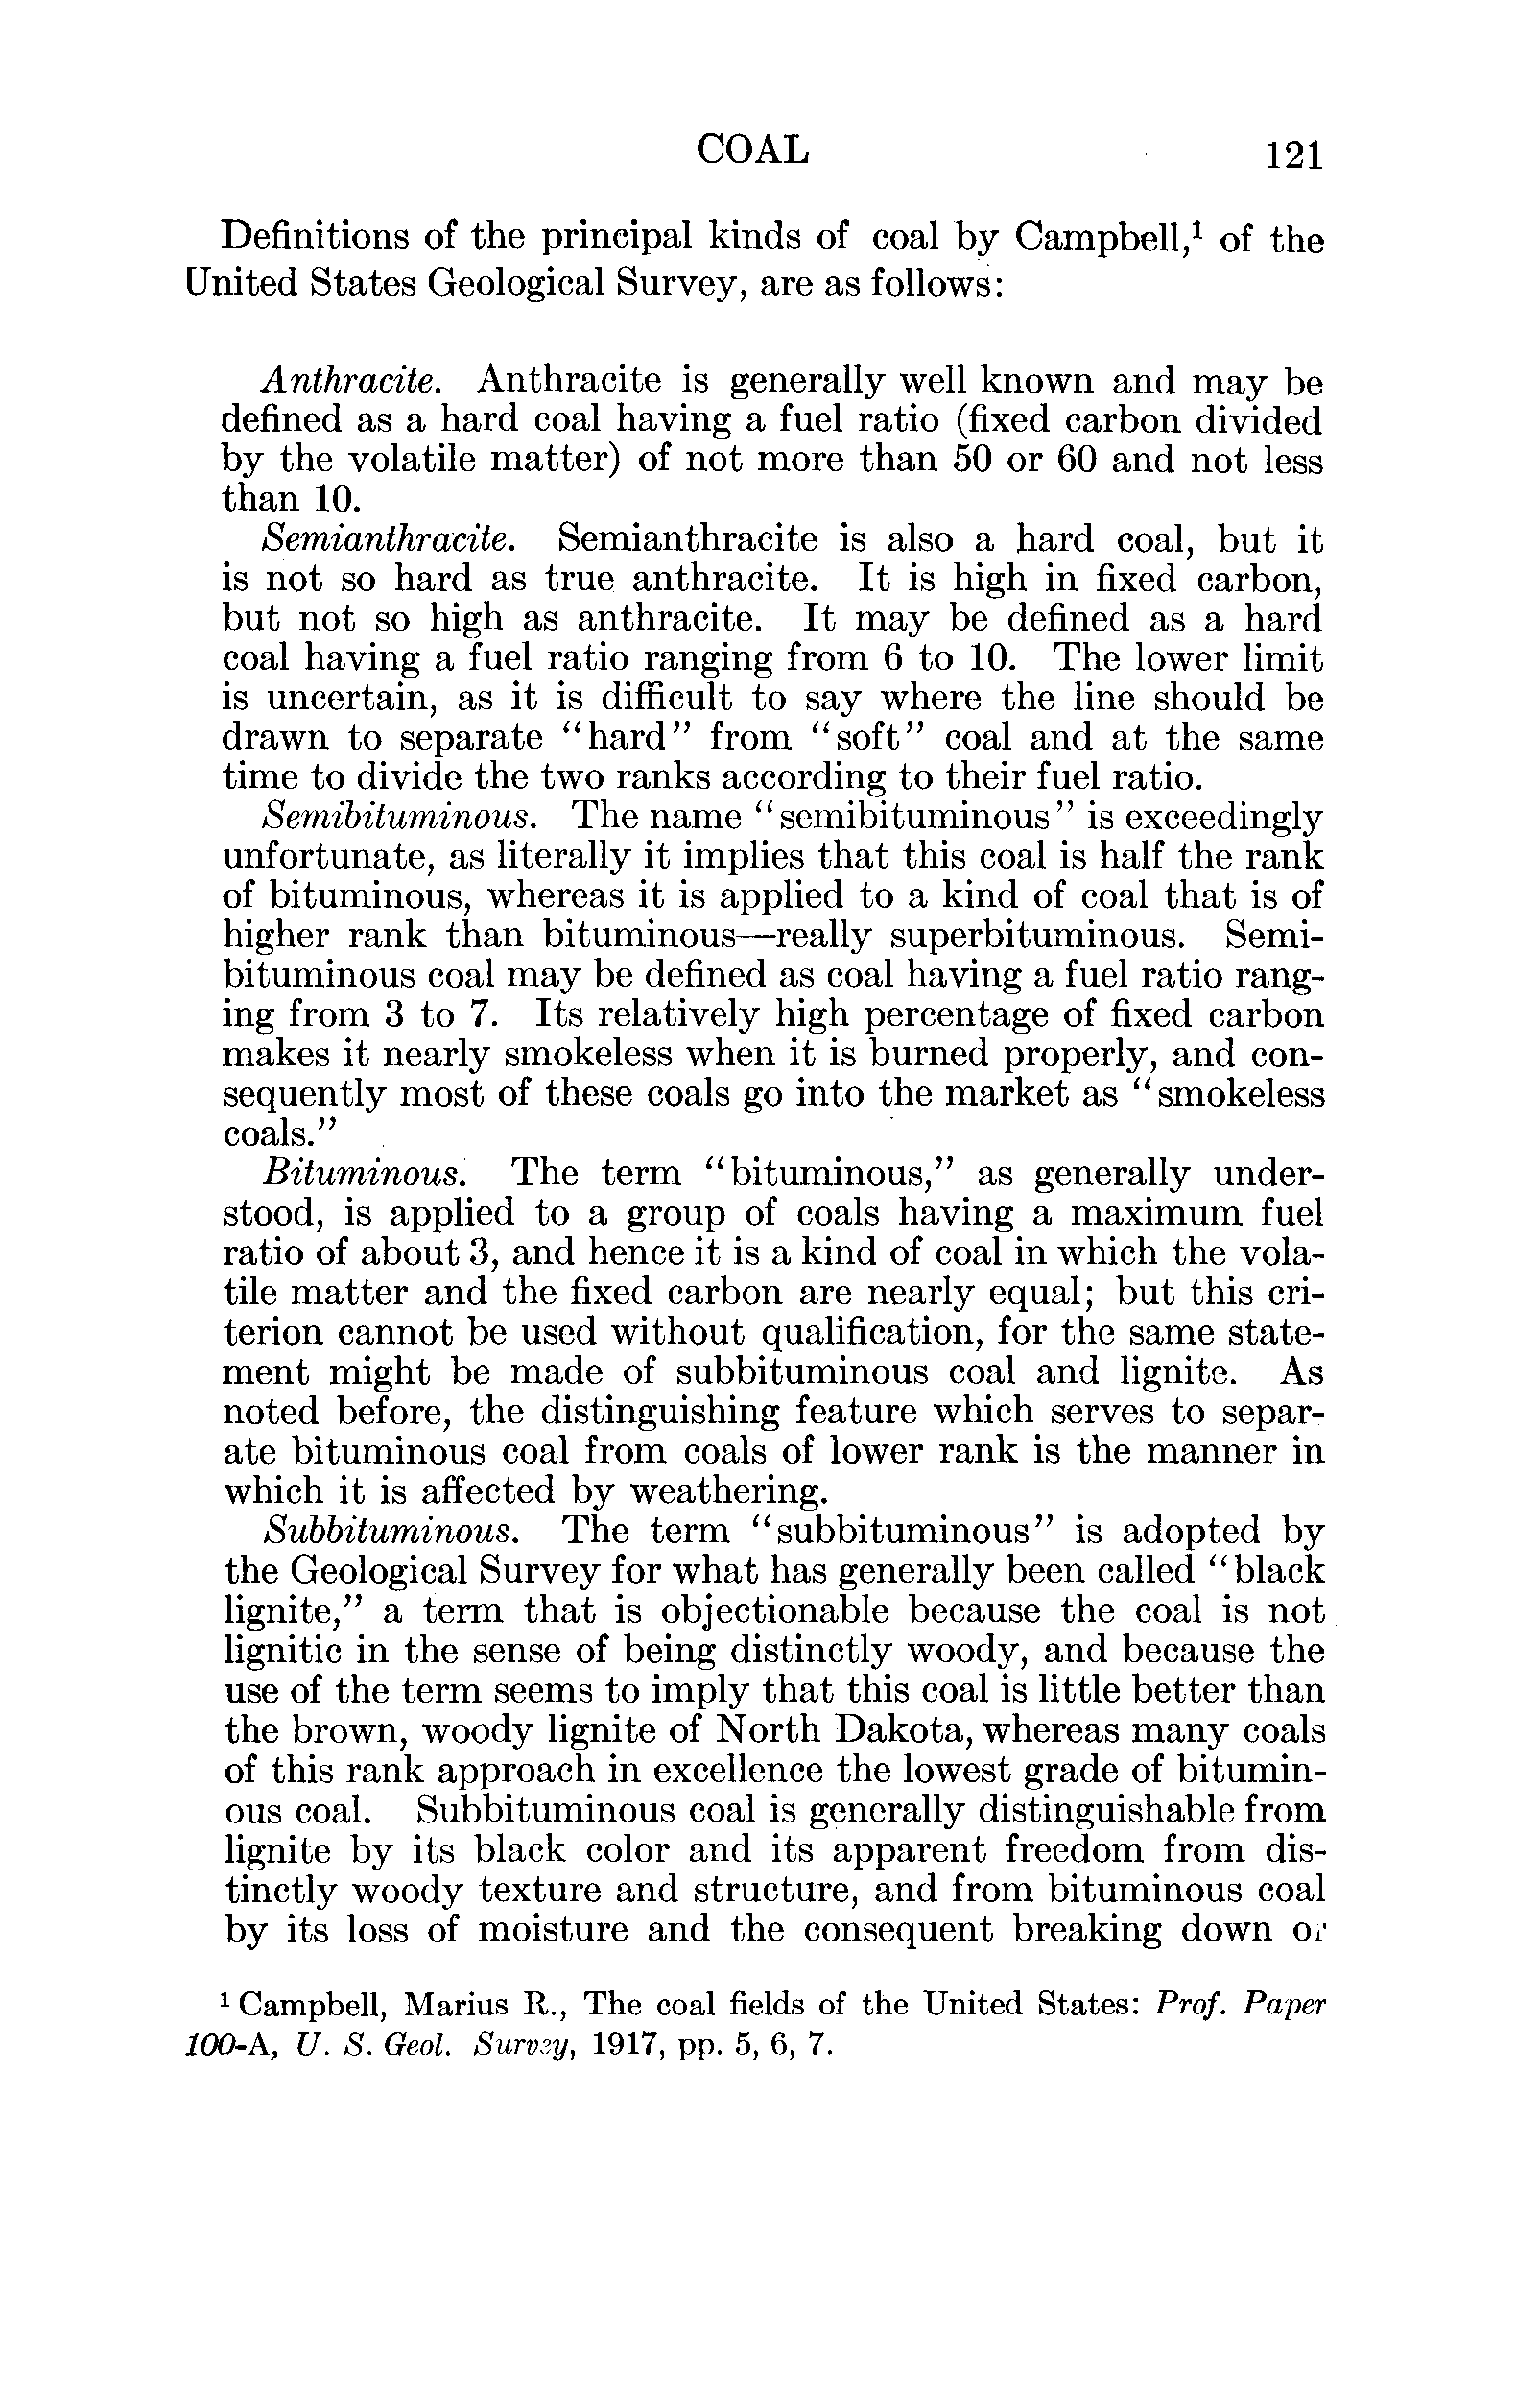 COAL 121
Definitions of the principal kinds of coal by Campbell,¹ of the
United States Geological Survey, are as follows:
Anthracite. Anthracite is generally well known and may be
defined as a hard coal having a fuel ratio (fixed carbon divided
by the volatile matter) of not more than 50 or 60 and not less
than 10.
Semianthracite. Semianthracite is also a hard coal, but it
is not so hard as true anthracite. It is high in fixed carbon,
but not so high as anthracite. It may be defined as a hard
coal having a fuel ratio ranging from 6 to 10. The lower limit
is uncertain, as it is difficult to say where the line should be
drawn to separate "hard" from "soft" coal and at the same
time to divide the two ranks according to their fuel ratio.
Semibituminous. The name "semibituminous" is exceedingly
unfortunate, as literally it implies that this coal is half the rank
of bituminous, whereas it is applied to a kind of coal that is of
higher rank than bituminous—really superbituminous. Semi-
bituminous coal may be defined as coal having a fuel ratio rang-
ing from 3 to 7. Its relatively high percentage of fixed carbon
makes it nearly smokeless when it is burned properly, and con-
sequently most of these coals go into the market as "smokeless
coals."
Bituminous. The term "bituminous," as generally under-
stood, is applied to a group of coals having a maximum fuel
ratio of about 3, and hence it is a kind of coal in which the vola-
tile matter and the fixed carbon are nearly equal; but this cri-
terion cannot be used without qualification, for the same state-
ment might be made of subbituminous coal and lignite. As
noted before, the distinguishing feature which serves to separ-
ate bituminous coal from coals of lower rank is the manner in
which it is affected by weathering.
Subbituminous. The term "subbituminous" is adopted by
the Geological Survey for what has generally been called "black
lignite," a term that is objectionable because the coal is not
lignitic in the sense of being distinctly woody, and because the
use of the term seems to imply that this coal is little better than
the brown, woody lignite of North Dakota, whereas many coals
of this rank approach in excellence the lowest grade of bitumin-
ous coal. Subbituminous coal is generally distinguishable from
lignite by its black color and its apparent freedom from dis-
tinctly woody texture and structure, and from bituminous coal
by its loss of moisture and the consequent breaking down or
¹ Campbell, Marius R., The coal fields of the United States: Prof. Paper
100-A, U. S. Geol. Survey, 1917, pp. 5, 6, 7.